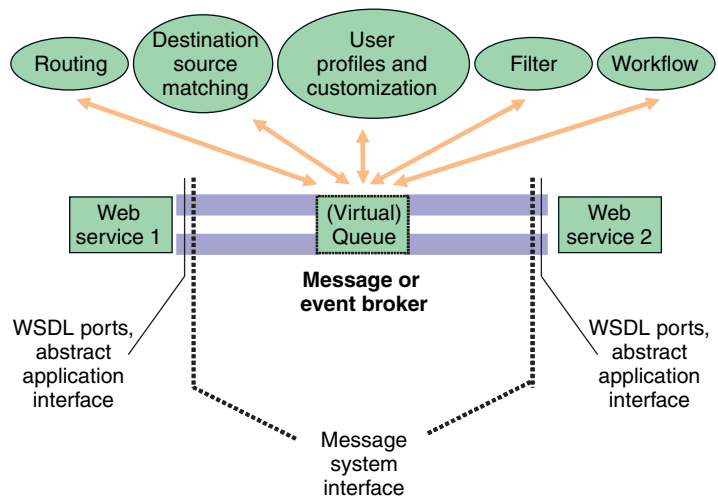 Routing
Destination
source
matching
User
profiles and
customization
Filter
Workflow
Web
service 1
(Virtual)
Queue
Web
service 2
Message or
event broker
WSDL ports,
abstract
application
interface
WSDL ports,
abstract
application
interface
Message
system
interface